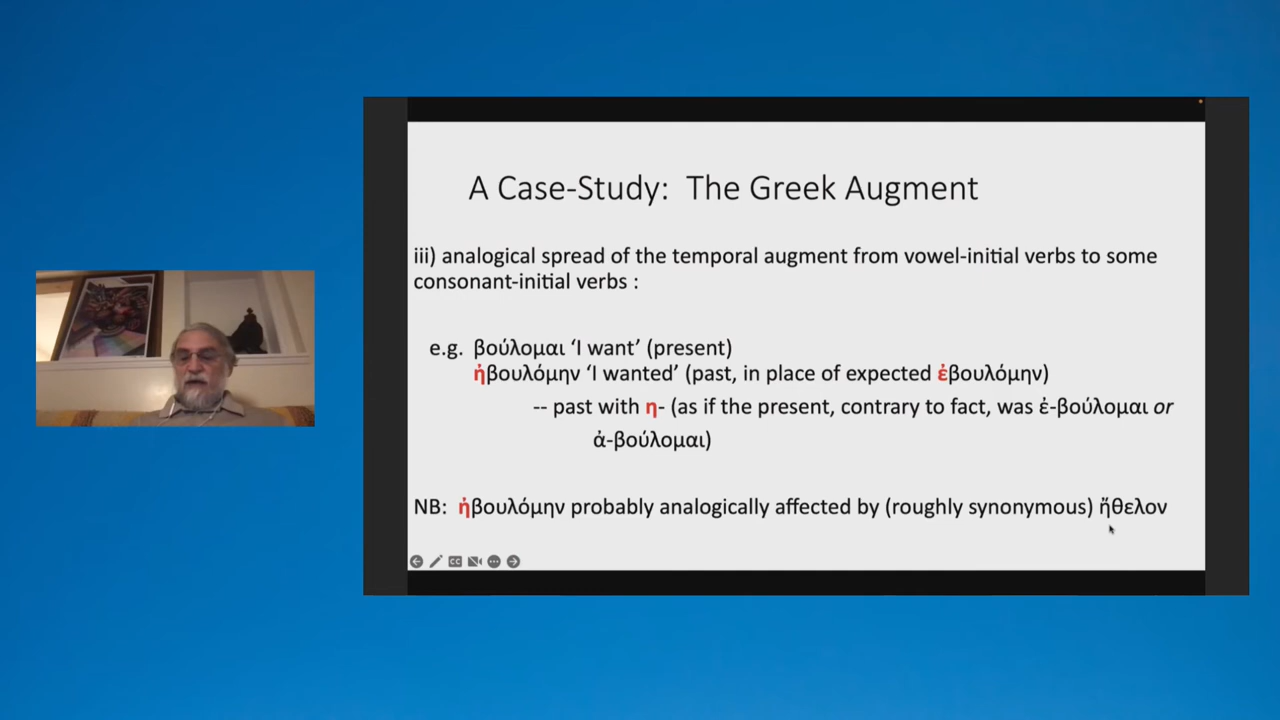 A Case-Study: The Greek Augment
iii) analogical spread of the temporal augment from vowel-initial verbs to some
consonant-initial verbs :
e.g. βούλομαι ‘I want’ (present)
ἠβουλόμην ‘I wanted’ (past, in place of expected ἐβουλόμην)
-- past with η- (as if the present, contrary to fact, was ἐ-βούλομαι or
ἀ-βούλομαι)
NB: ἠβουλόμην probably analogically affected by (roughly synonymous) ἤθελον
CC